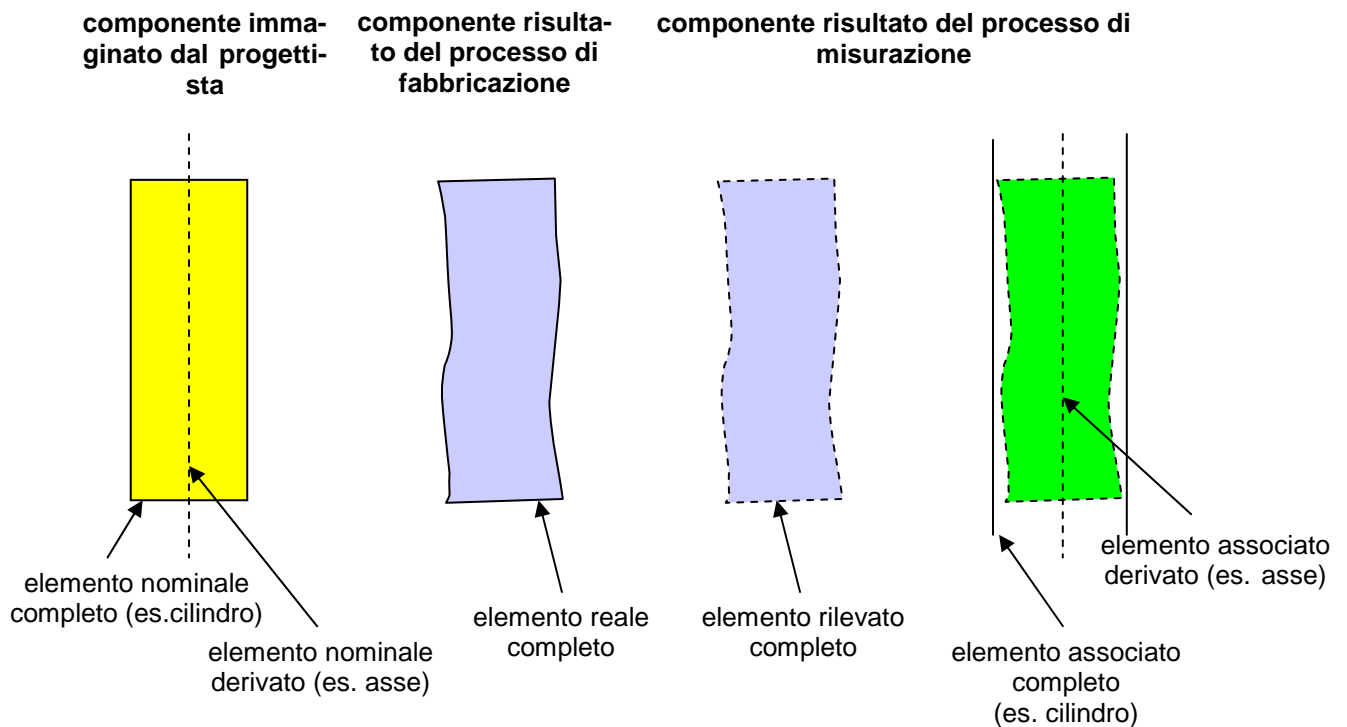 componente imma-
ginato dal progetti-
sta
componente risulta-
to del processo di
fabbricazione
componente risultato del processo di
misurazione
elemento nominale
completo (es.cilindro)
elemento nominale
derivato (es. asse)
elemento reale
completo
elemento rilevato
completo
elemento associato
derivato (es. asse)
elemento associato
completo
(es. cilindro)